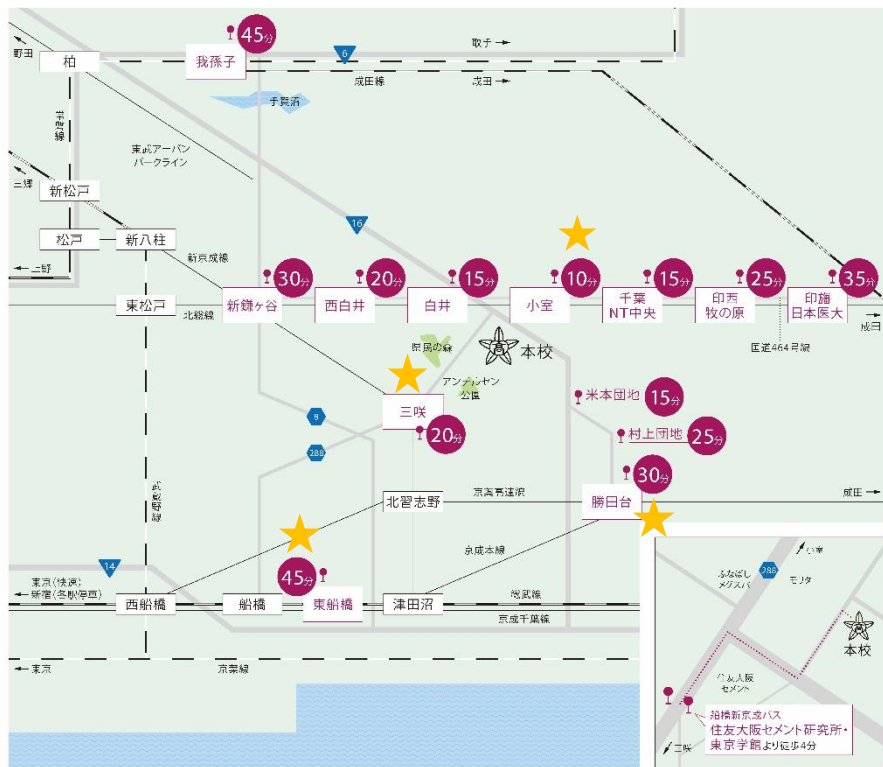 45分
取手
野田
柏
我孫子
6
成田線
成田
手賀沼
常磐線
東武アーバン
パークライン
三郷
新松戸
16
松戸
新八柱
新京成線
上野
30分
20分
15分
10分
15分
25分
35分
東松戸
北総線
新鎌ヶ谷
西白井
白井
小室
千葉
NT中央
印西
牧の原
印旛
日本医大
成田
国道464号線
県民の森
本校
アンデルセン
公園
三咲
20分
米本団地
15分
村上団地
25分
288
30分
武蔵野線
北習志野
京葉高速線
勝田台
成田
14
京成本線
45分
東京(快速)
新宿(各駅停車)
西船橋
船橋
東船橋
津田沼
総武線
京成千葉線
東京
京葉線
小室
288
ふなばし
メグスパ
モリタ
本校
住友大阪
セメント
船橋新京成バス
住友大阪セメント研究所・
東京学館より徒歩4分
三咲